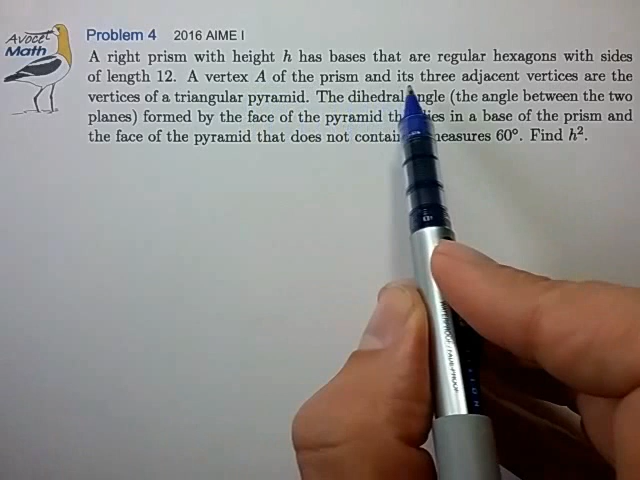 Avocet
Math
Problem 4 2016 AIME I
A right prism with height h has bases that are regular hexagons with sides
of length 12. A vertex A of the prism and its three adjacent vertices are the
vertices of a triangular pyramid. The dihedral angle (the angle between the two
planes) formed by the face of the pyramid that lies in a base of the prism and
the face of the pyramid that does not contain measures 60°. Find h².